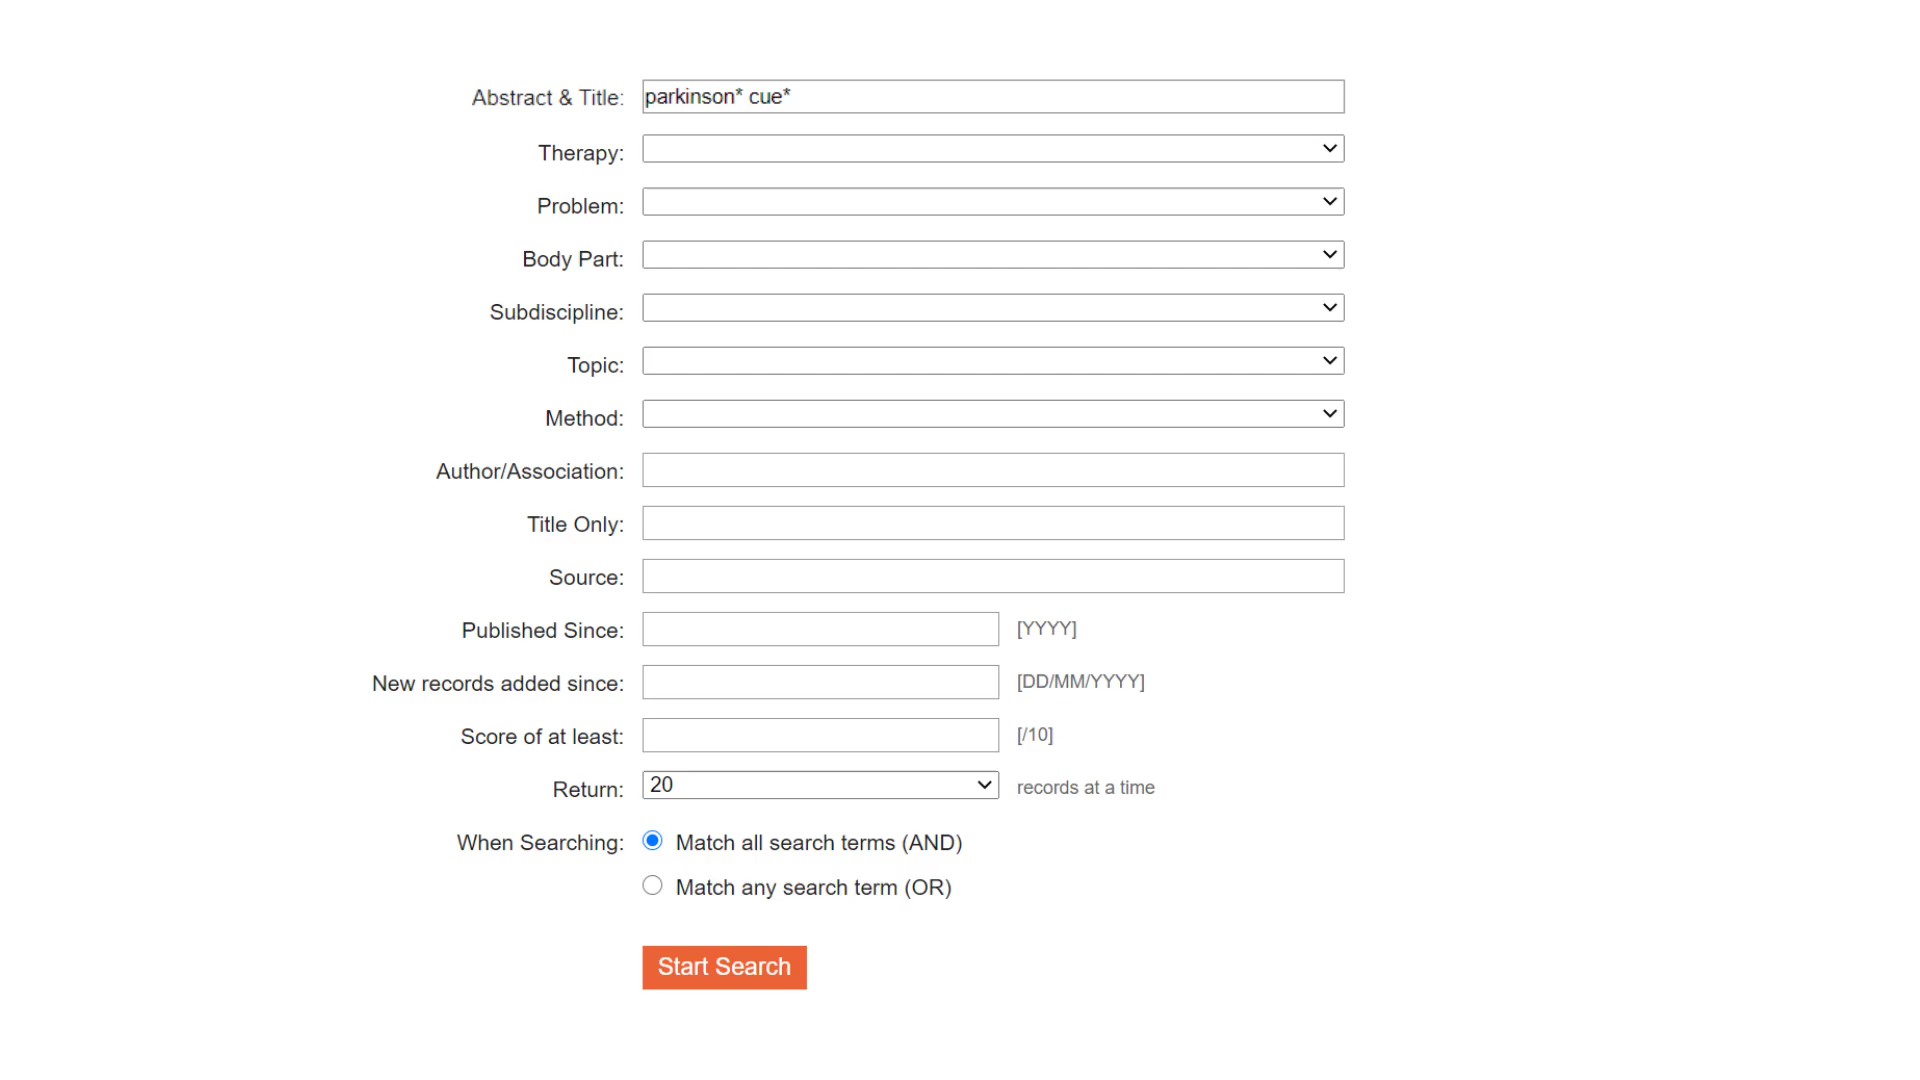 Abstract & Title: parkinson* cue*
Therapy:
Problem:
Body Part:
Subdiscipline:
Topic:
Method:
Author/Association:
Title Only:
Source:
Published Since: [YYYY]
New records added since: [DD/MM/YYYY]
Score of at least: [/10]
Return: 20 records at a time
When Searching: Match all search terms (AND)
Match any search term (OR)
Start Search